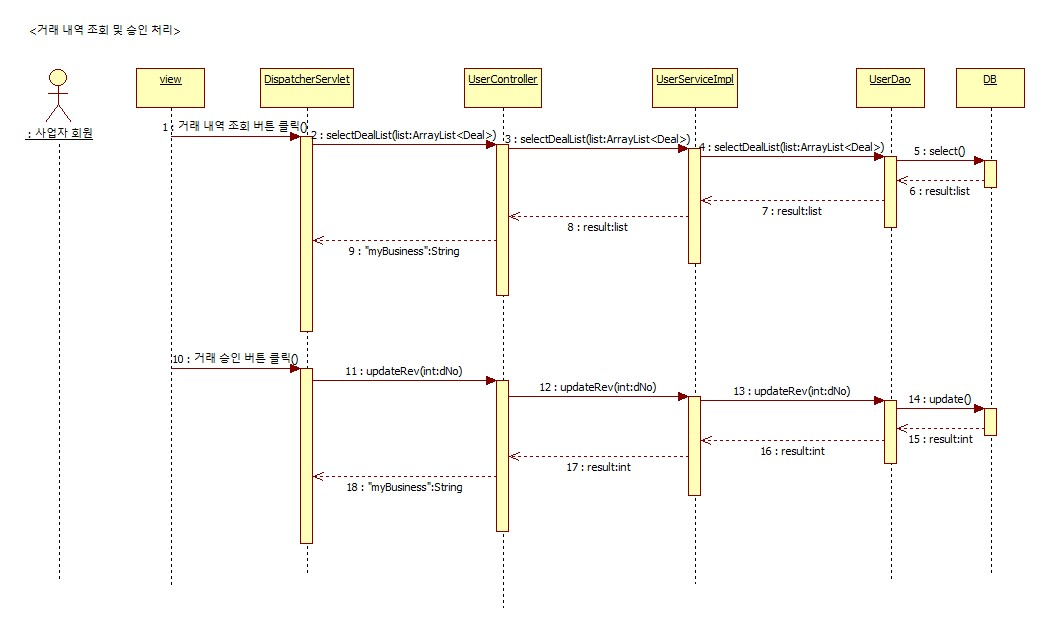 <거래 내역 조회 및 승인 처리>
view
DispatcherServlet
UserController
UserServiceImpl
UserDao
DB
: 사업자 회원
1 : 거래 내역 조회 버튼 클릭()
2 : selectDealList(list:ArrayList<Deal>)
3 : selectDealList(list:ArrayList<Deal>)
4 : selectDealList(list:ArrayList<Deal>)
5 : select()
6 : result:list
7 : result:list
8 : result:list
9 : "myBusiness":String
10 : 거래 승인 버튼 클릭()
11 : updateRev(int:dNo)
12 : updateRev(int:dNo)
13 : updateRev(int:dNo)
14 : update()
15 : result:int
16 : result:int
17 : result:int
18 : "myBusiness":String